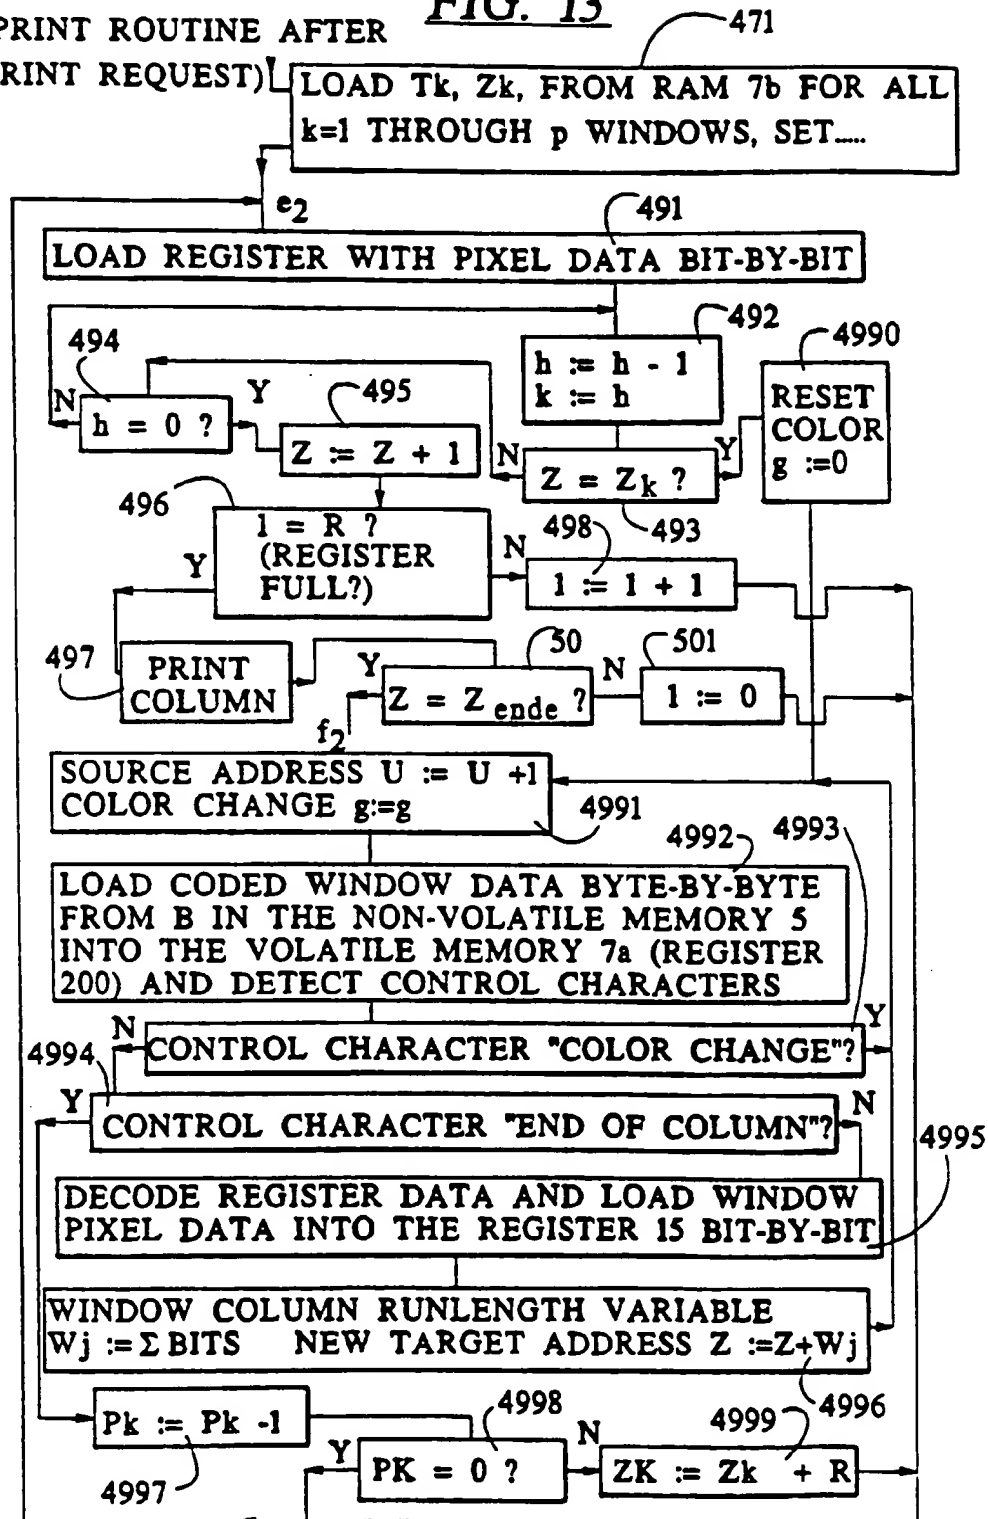 FIG. 13
PRINT ROUTINE AFTER
RINT REQUEST)
471
LOAD Tk, Zk, FROM RAM 7b FOR ALL
k=1 THROUGH p WINDOWS, SET.....
e2
491
LOAD REGISTER WITH PIXEL DATA BIT-BY-BIT
492
h := h - 1
k := h
4990
RESET
COLOR
g :=0
494
N
h = 0 ?
Y
495
Z := Z + 1
N
Z = Zk ?
Y
493
496
l = R ?
(REGISTER
FULL?)
Y
N
498
l := l + 1
497
PRINT
COLUMN
Y
50
Z = Z ende ?
N
501
l := 0
f2
SOURCE ADDRESS U := U +1
COLOR CHANGE g:=g
4991
4992
4993
LOAD CODED WINDOW DATA BYTE-BY-BYTE
FROM B IN THE NON-VOLATILE MEMORY 5
INTO THE VOLATILE MEMORY 7a (REGISTER
200) AND DETECT CONTROL CHARACTERS
N
CONTROL CHARACTER "COLOR CHANGE"?
Y
4994
Y
CONTROL CHARACTER "END OF COLUMN"?
N
4995
DECODE REGISTER DATA AND LOAD WINDOW
PIXEL DATA INTO THE REGISTER 15 BIT-BY-BIT
WINDOW COLUMN RUNLENGTH VARIABLE
Wj := Σ BITS NEW TARGET ADDRESS Z :=Z+Wj
4996
Pk := Pk -1
4997
4998
Y
PK = 0 ?
N
4999
ZK := Zk + R